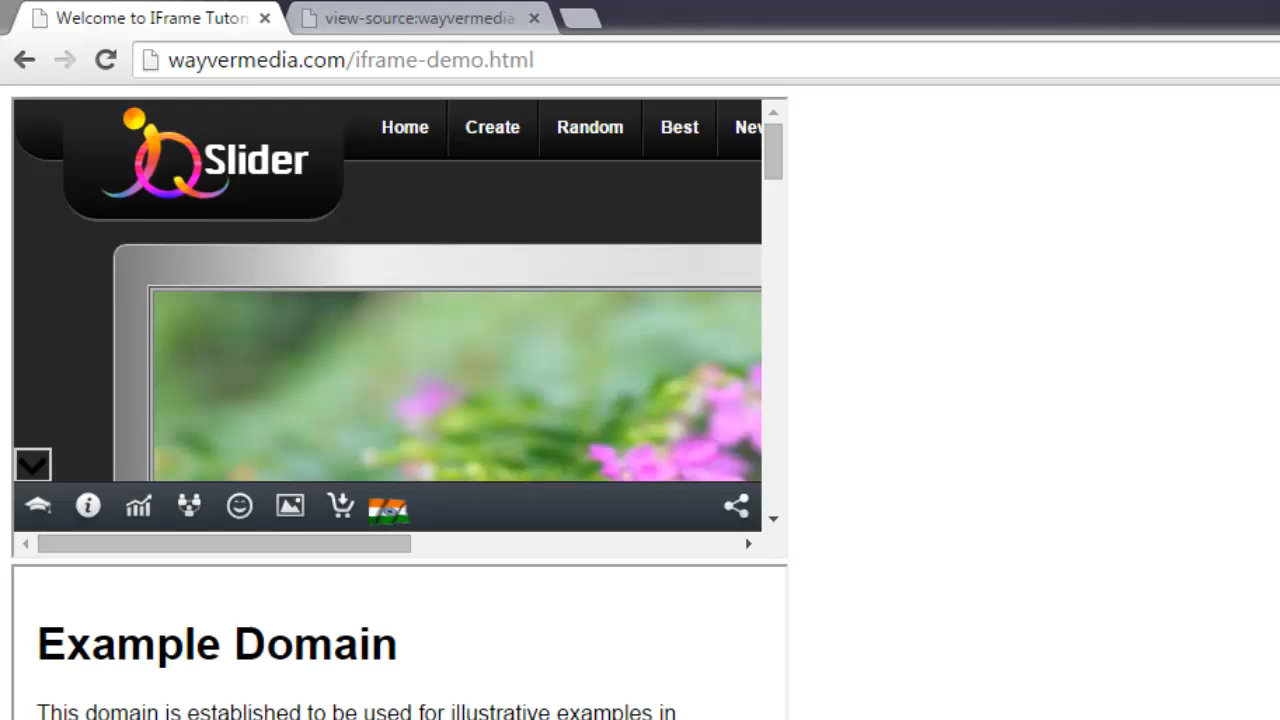 Welcome to IFrame Tutori
view-source:wayvermedia
wayvermedia.com/iframe-demo.html
Slider
Home Create Random Best Nev
Example Domain
This domain is established to be used for illustrative examples in